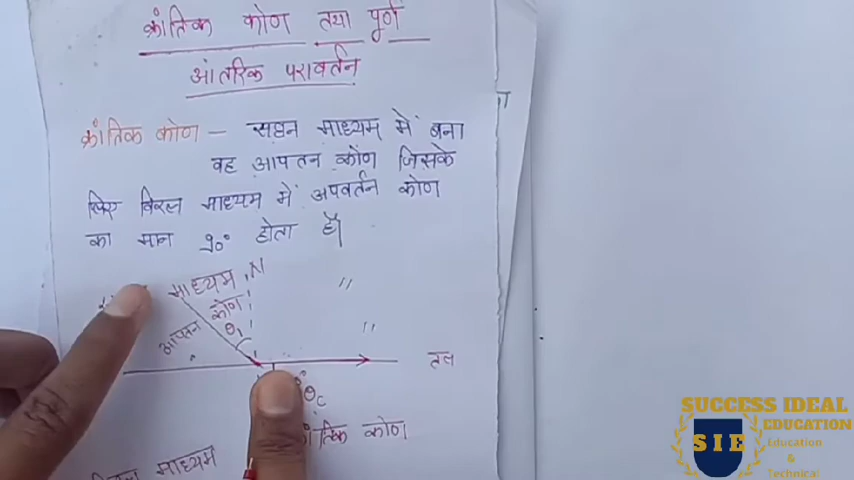 क्रांतिक कोण तथा पूर्ण
आंतरिक परावर्तन
क्रांतिक कोण – सघन माध्यम में बना
वह आपतन कोण जिसके
लिए विरल माध्यम में अपवर्तन कोण
का मान 90° होता है।
माध्यम N
आपतन कोण
θ
तल
θc
कोण
माध्यम
SUCCESS IDEAL
EDUCATION
SIE
Education
&
Technical